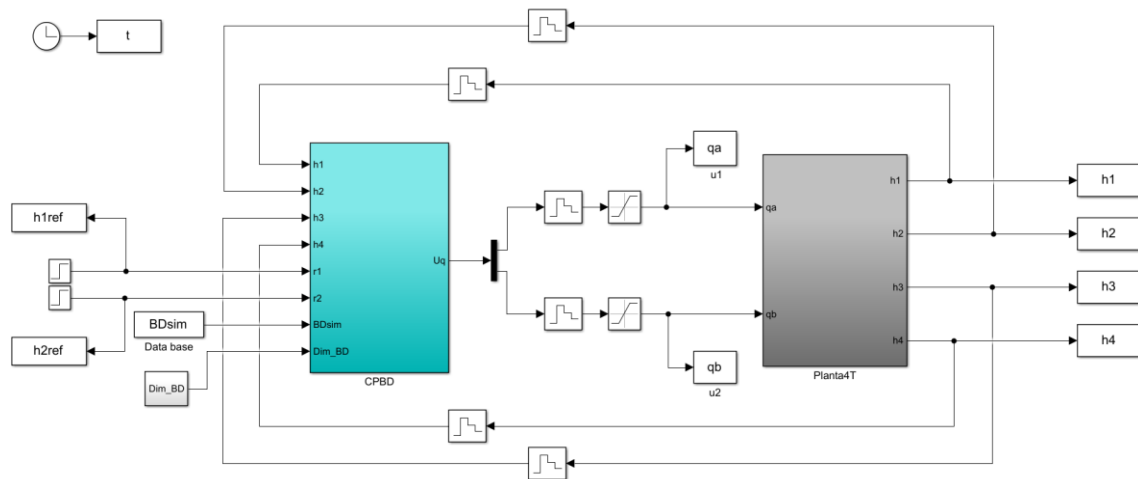 t
h1
h2
h3
h4
r1
r2
BDsim
Dim_BD
Uq
CPBD
h1ref
h2ref
BDsim
Data base
Dim_BD
qa
u1
qb
u2
qa
qb
h1
h2
h3
h4
Planta4T
h1
h2
h3
h4